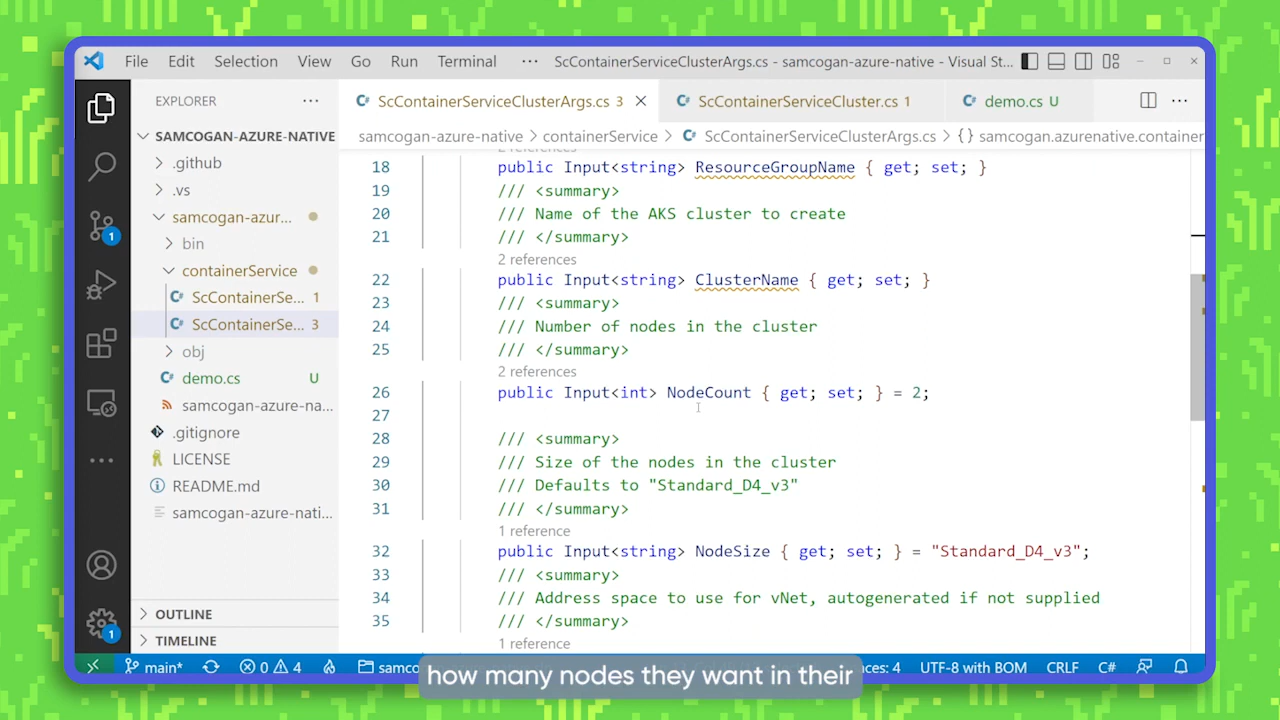 File Edit Selection View Go Run Terminal ··· ScContainerServiceClusterArgs.cs - samcogan-azure-native - Visual St...
EXPLORER ···
SAMCOGAN-AZURE-NATIVE
.github
.vs
samcogan-azur...
bin
containerService
ScContainerSe... 1
ScContainerSe... 3
obj
demo.cs U
samcogan-azure-na...
.gitignore
LICENSE
README.md
samcogan-azure-nati...
OUTLINE
TIMELINE
1
1
ScContainerServiceClusterArgs.cs 3 ScContainerServiceCluster.cs 1 demo.cs U ···
samcogan-azure-native > containerService > ScContainerServiceClusterArgs.cs > {} samcogan.azurenative.container
2 references
18 public Input<string> ResourceGroupName { get; set; }
19 /// <summary>
20 /// Name of the AKS cluster to create
21 /// </summary>
2 references
22 public Input<string> ClusterName { get; set; }
23 /// <summary>
24 /// Number of nodes in the cluster
25 /// </summary>
2 references
26 public Input<int> NodeCount { get; set; } = 2;
27
28 /// <summary>
29 /// Size of the nodes in the cluster
30 /// Defaults to "Standard_D4_v3"
31 /// </summary>
1 reference
32 public Input<string> NodeSize { get; set; } = "Standard_D4_v3";
33 /// <summary>
34 /// Address space to use for vNet, autogenerated if not supplied
35 /// </summary>
1 reference
main* 0 4 samco ces: 4 UTF-8 with BOM CRLF C#
how many nodes they want in their